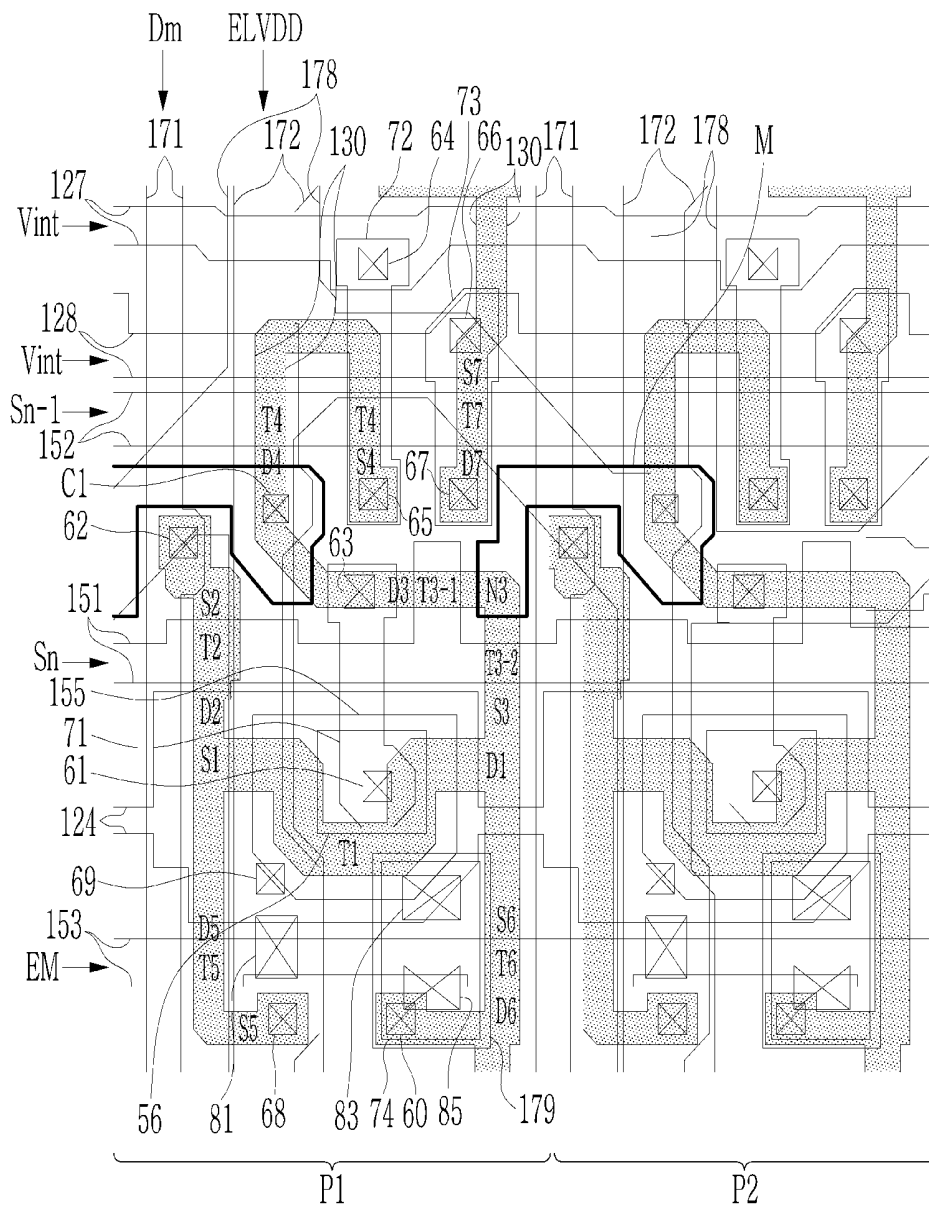 Dm ELVDD
178
73
171 172 130 72 64 66 130 171 172 178 M
127
Vint
128
Vint
S7
Sn-1
T4 T4 T7
152
D4 S4 67 D7
C1
65
62
63
D3 T3-1 N3
151
S2
T2
Sn
T3-2
155
D2 S3
71
S1 D1
61
124
T1
69
D5 S6
153
EM
T5 T6
S5 D6
56 81 68 83 74 60 85 179
P1 P2